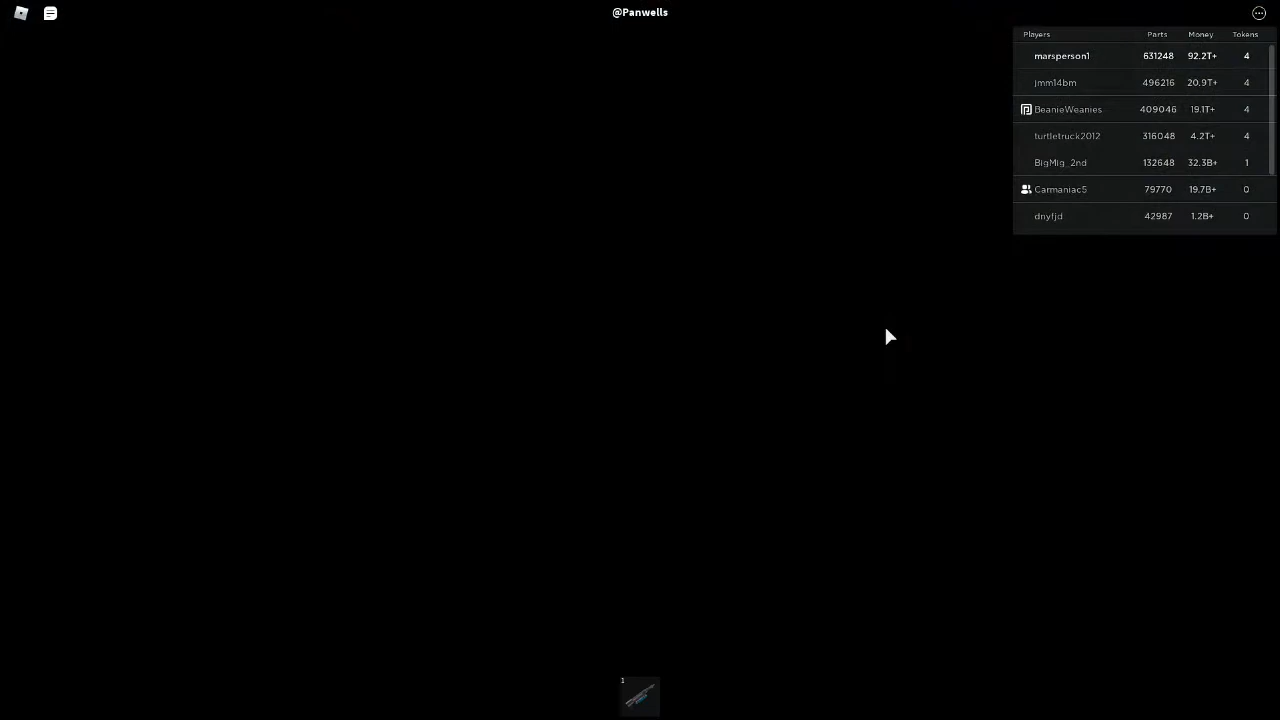 @Panwells
Players Parts Money Tokens
marsperson1 631248 92.2T+ 4
jmm14bm 496216 20.9T+ 4
BeanieWeanies 409046 19.1T+ 4
turtletruck2012 316048 4.2T+ 4
BigMig_2nd 132648 32.3B+ 1
Carmaniac5 79770 19.7B+ 0
dnyfjd 42987 1.2B+ 0
1